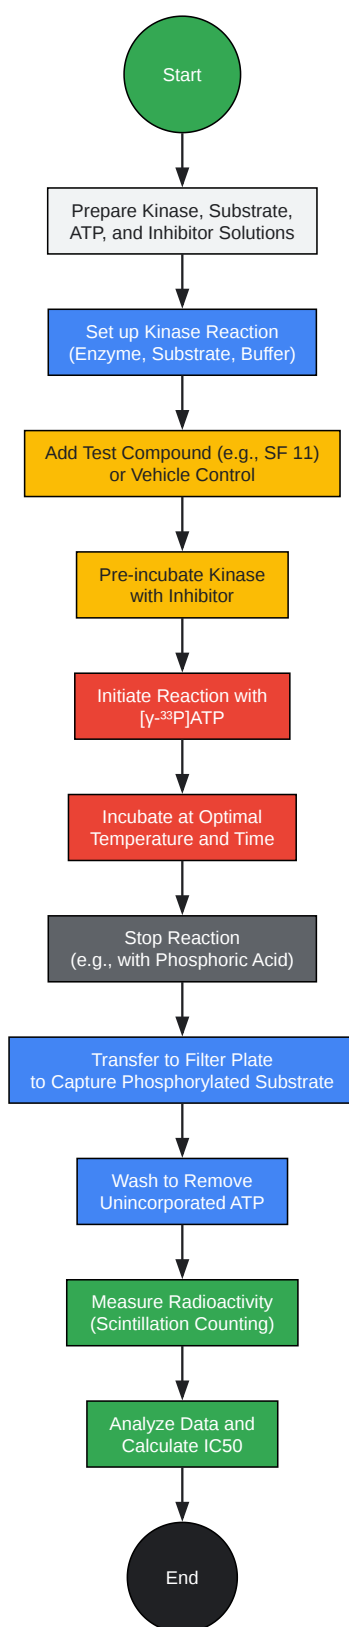 Start
Prepare Kinase, Substrate,
ATP, and Inhibitor Solutions
Set up Kinase Reaction
(Enzyme, Substrate, Buffer)
Add Test Compound (e.g., SF 11)
or Vehicle Control
Pre-incubate Kinase
with Inhibitor
Initiate Reaction with
[γ-³³P]ATP
Incubate at Optimal
Temperature and Time
Stop Reaction
(e.g., with Phosphoric Acid)
Transfer to Filter Plate
to Capture Phosphorylated Substrate
Wash to Remove
Unincorporated ATP
Measure Radioactivity
(Scintillation Counting)
Analyze Data and
Calculate IC50
End